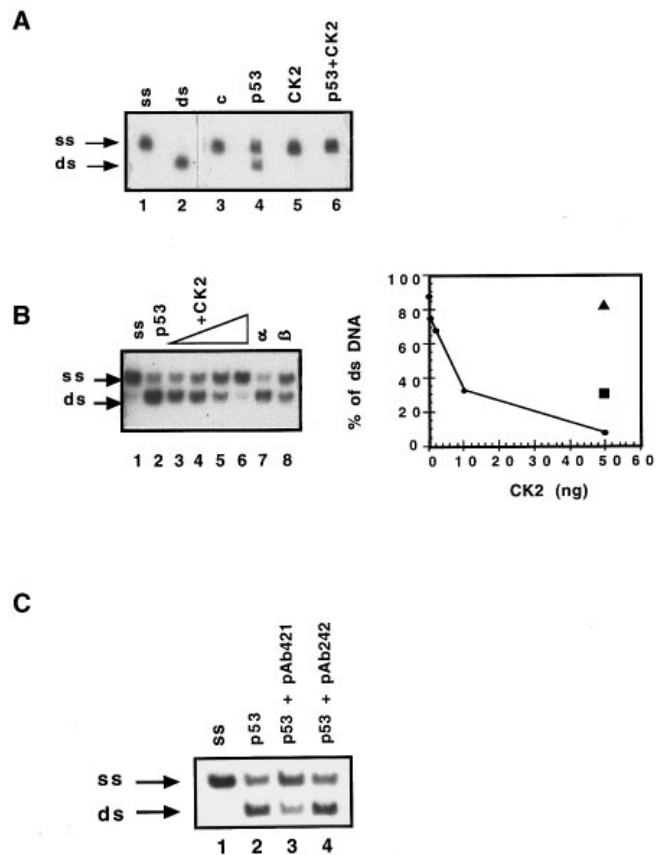 A
ss
ds
c
p53
CK2
p53+CK2
ss
ds
1 2 3 4 5 6
B
ss
p53
+CK2
α
ß
ss
ds
1 2 3 4 5 6 7 8
% of ds DNA
100
80
60
40
20
0
0 10 20 30 40 50 60
CK2 (ng)
C
ss
p53
p53 + pAb421
p53 + pAb242
ss
ds
1 2 3 4